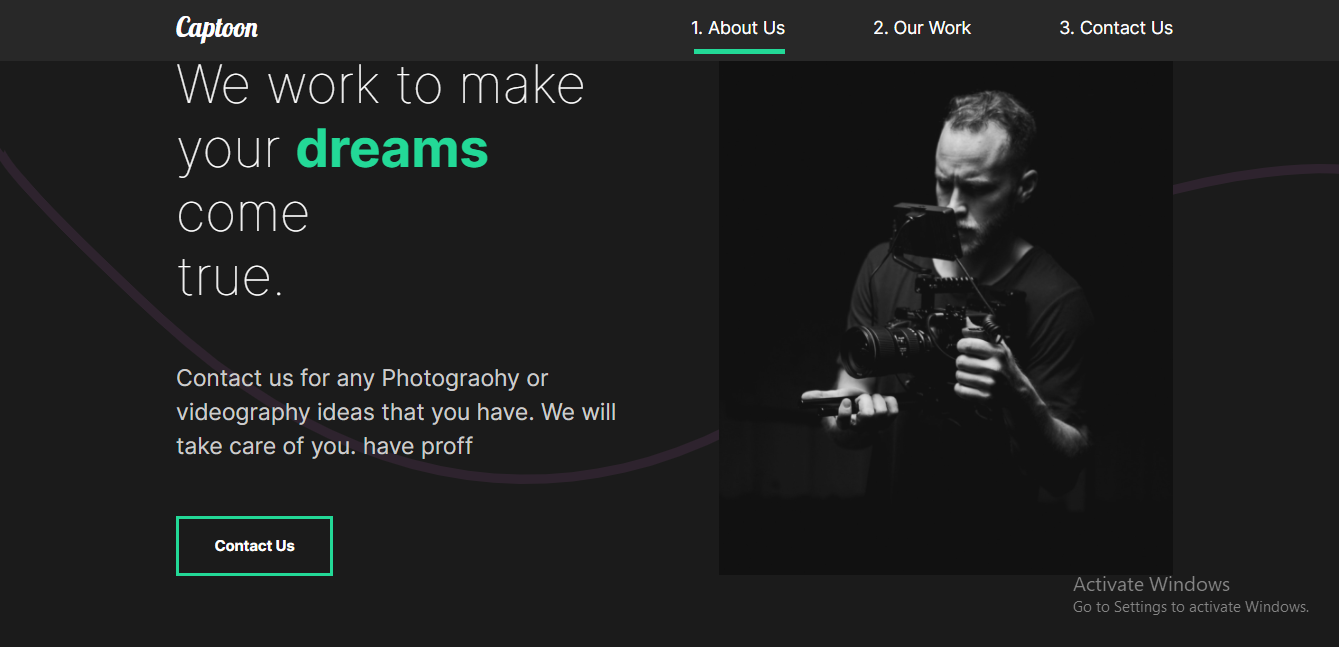 Captoon
1. About Us
2. Our Work
3. Contact Us
We work to make
your dreams
come
true.
Contact us for any Photograohy or
videography ideas that you have. We will
take care of you. have proff
Contact Us
Activate Windows
Go to Settings to activate Windows.